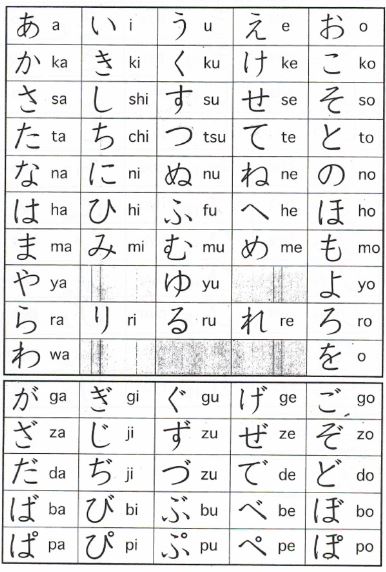 あ a い i う u え e お o
か ka き ki く ku け ke こ ko
さ sa し shi す su せ se そ so
た ta ち chi つ tsu て te と to
な na に ni ぬ nu ね ne の no
は ha ひ hi ふ fu へ he ほ ho
ま ma み mi む mu め me も mo
や ya ゆ yu よ yo
ら ra り ri る ru れ re ろ ro
わ wa を o
が ga ぎ gi ぐ gu げ ge ご go
ざ za じ ji ず zu ぜ ze ぞ zo
だ da ぢ ji づ zu で de ど do
ば ba び bi ぶ bu べ be ぼ bo
ぱ pa ぴ pi ぷ pu ぺ pe ぽ po